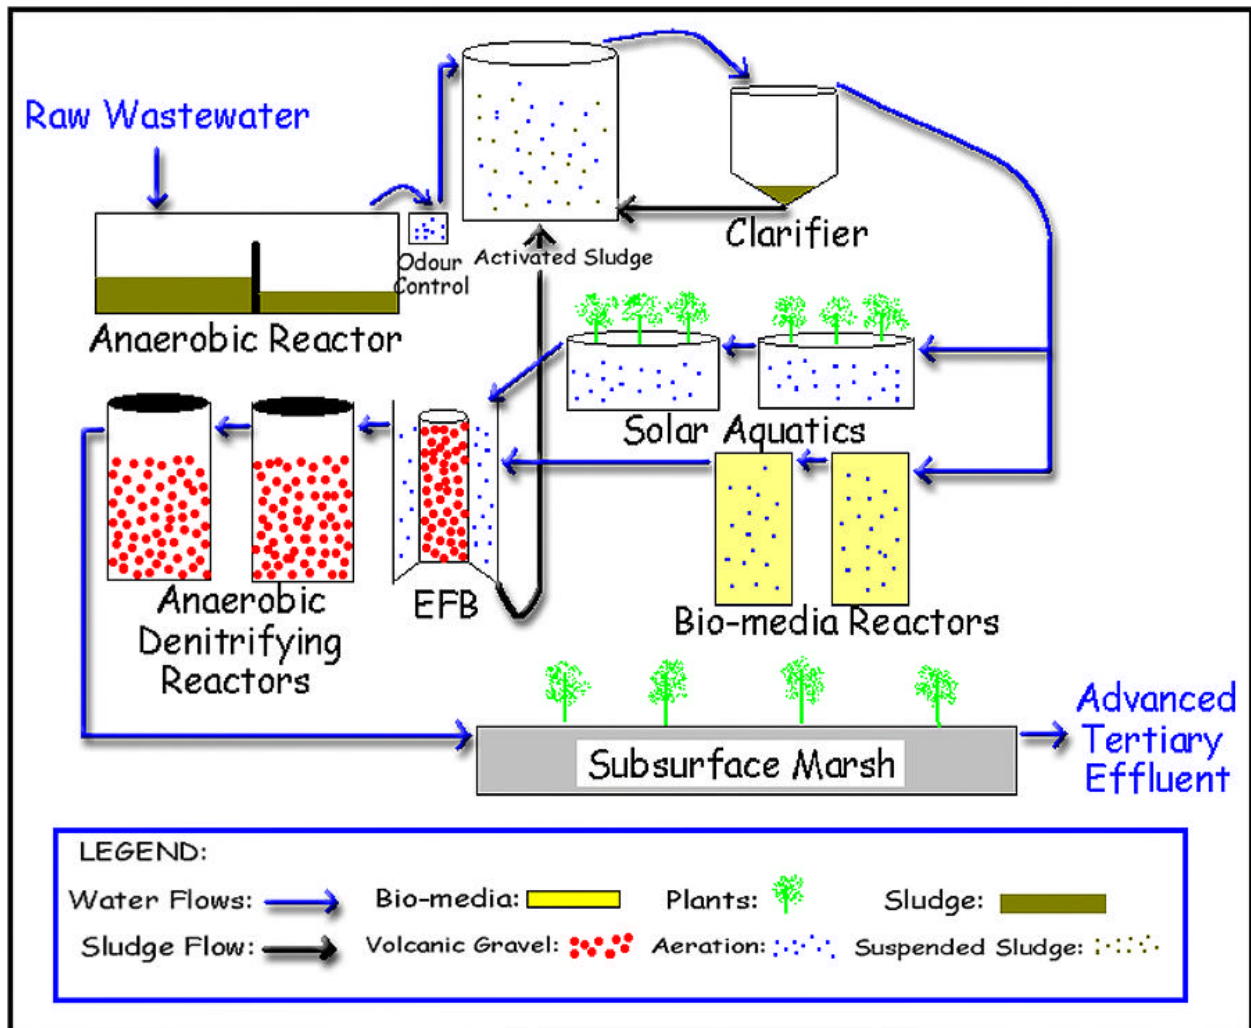 Raw Wastewater
Clarifier
Odour
Control
Activated Sludge
Anaerobic Reactor
Solar Aquatics
Anaerobic
Denitrifying
Reactors
EFB
Bio-media Reactors
Subsurface Marsh
Advanced
Tertiary
Effluent
LEGEND:
Water Flows:
Bio-media:
Plants:
Sludge:
Sludge Flow:
Volcanic Gravel:
Aeration:
Suspended Sludge: